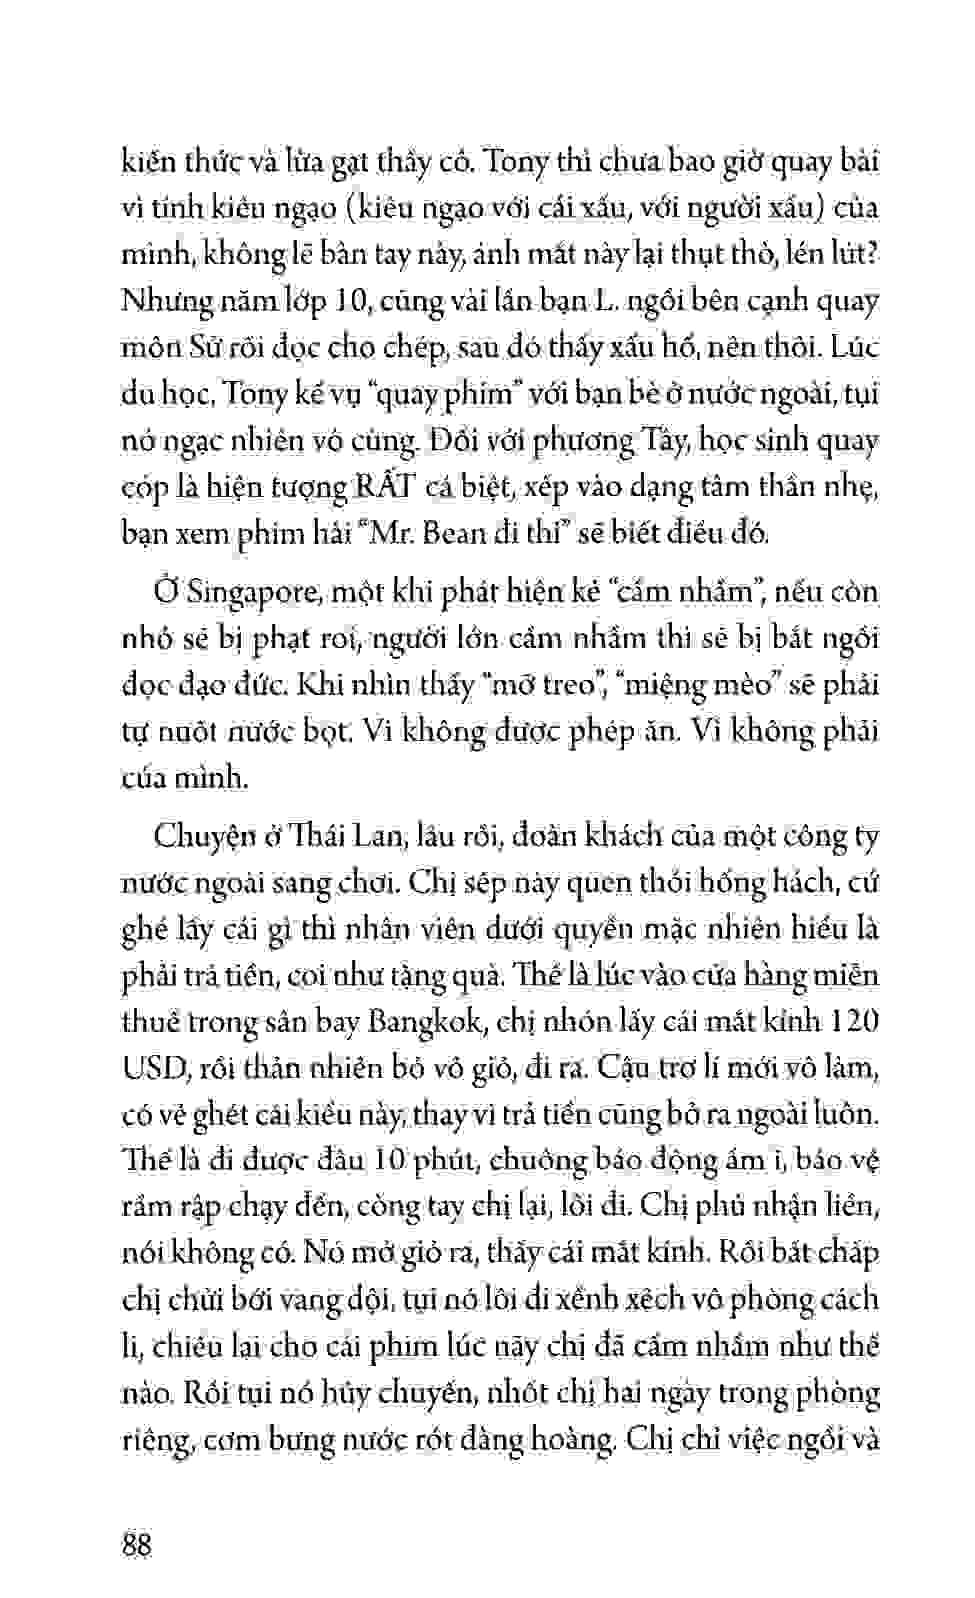 kiến thức và lừa gạt thầy cô. Tony thì chưa bao giờ quay bài
vì tính kiêu ngạo (kiêu ngạo với cái xấu, với người xấu) của
mình, không lẽ bàn tay này, ánh mắt này lại thụt thò, lén lút?
Nhưng năm lớp 10, cũng vài lần bạn L. ngồi bên cạnh quay
môn Sử rồi đọc cho chép, sau đó thấy xấu hổ, nên thôi. Lúc
du học, Tony kể vụ “quay phim” với bạn bè ở nước ngoài, tụi
nó ngạc nhiên vô cùng. Đối với phương Tây, học sinh quay
cóp là hiện tượng RẤT cá biệt, xếp vào dạng tâm thần nhẹ,
bạn xem phim hài “Mr. Bean đi thi” sẽ biết điều đó.
Ở Singapore, một khi phát hiện kẻ “cầm nhầm”, nếu còn
nhỏ sẽ bị phạt roi, người lớn cầm nhầm thì sẽ bị bắt ngồi
đọc đạo đức. Khi nhìn thấy “mỡ treo”, “miệng mèo” sẽ phải
tự nuốt nước bọt. Vì không được phép ăn. Vì không phải
của mình.
Chuyện ở Thái Lan, lâu rồi, đoàn khách của một công ty
nước ngoài sang chơi. Chị sếp này quen thói hống hách, cứ
ghé lấy cái gì thì nhân viên dưới quyền mặc nhiên hiểu là
phải trả tiền, coi như tặng quà. Thế là lúc vào cửa hàng miễn
thuế trong sân bay Bangkok, chị nhón lấy cái mắt kính 120
USD, rồi thản nhiên bỏ vô giỏ, đi ra. Cậu trợ lí mới vô làm,
có vẻ ghét cái kiểu này, thay vì trả tiền cũng bỏ ra ngoài luôn.
Thế là đi được đâu 10 phút, chuông báo động ầm ĩ, bảo vệ
rầm rập chạy đến, còng tay chị lại, lôi đi. Chị phủ nhận liền,
nói không có. Nó mở giỏ ra, thấy cái mắt kính. Rồi bất chấp
chị chửi bới vang dội, tụi nó lôi đi xềnh xệch vô phòng cách
li, chiếu lại cho cái phim lúc nãy chị đã cầm nhầm như thế
nào. Rồi tụi nó hủy chuyến, nhốt chị hai ngày trong phòng
riêng, cơm bưng nước rót đàng hoàng. Chị chỉ việc ngồi và
88